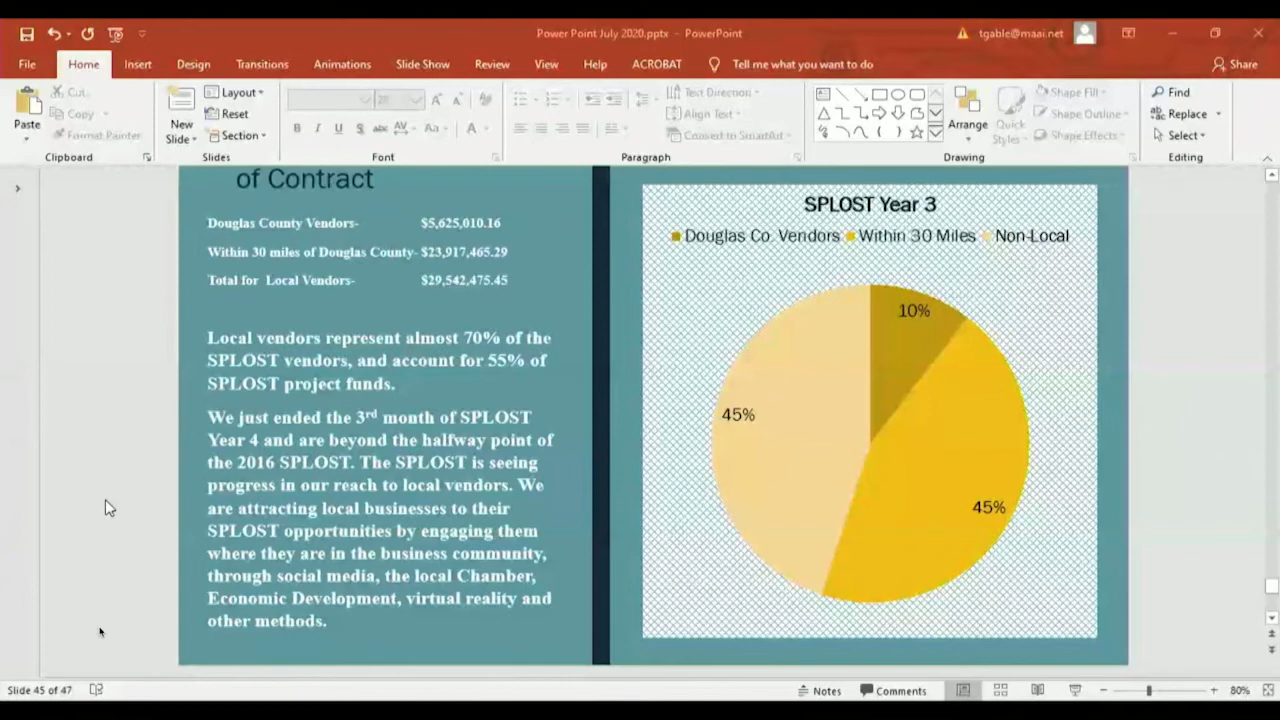 Power Point July 2020.pptx - PowerPoint
tgable@maai.net
File Home Insert Design Transitions Animations Slide Show Review View Help ACROBAT Tell me what you want to do Share
Paste
Cut
Copy
Format Painter
Clipboard
New Slide
Layout
Reset
Section
Slides
B I U S abc AV Aa A
Font
Text Direction
Align Text
Convert to SmartArt
Paragraph
Arrange
Quick Styles
Shape Fill
Shape Outline
Shape Effects
Drawing
Find
Replace
Select
Editing
of Contract
Douglas County Vendors- $5,625,010.16
Within 30 miles of Douglas County- $23,917,465.29
Total for Local Vendors- $29,542,475.45
Local vendors represent almost 70% of the
SPLOST vendors, and account for 55% of
SPLOST project funds.
We just ended the 3rd month of SPLOST
Year 4 and are beyond the halfway point of
the 2016 SPLOST. The SPLOST is seeing
progress in our reach to local vendors. We
are attracting local businesses to their
SPLOST opportunities by engaging them
where they are in the business community,
through social media, the local Chamber,
Economic Development, virtual reality and
other methods.
SPLOST Year 3
Douglas Co. Vendors Within 30 Miles Non-Local
10%
45%
45%
Slide 45 of 47
Notes Comments 80%